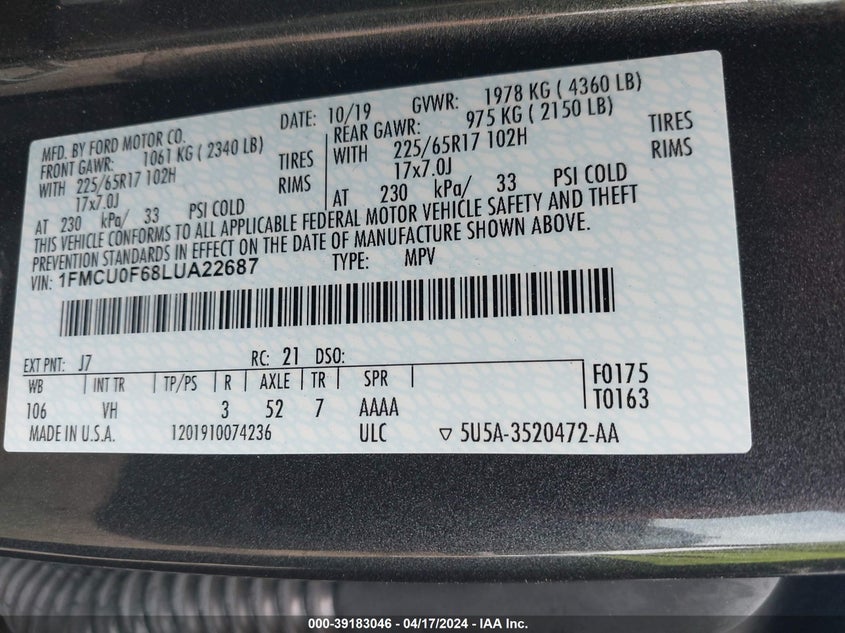 MFD. BY FORD MOTOR CO. DATE: 10/19 GVWR: 1978 KG ( 4360 LB)
FRONT GAWR: 1061 KG ( 2340 LB) REAR GAWR: 975 KG ( 2150 LB)
WITH 225/65R17 102H TIRES WITH 225/65R17 102H TIRES
17x7.0J RIMS 17x7.0J RIMS
AT 230 kPa/ 33 PSI COLD AT 230 kPa/ 33 PSI COLD
THIS VEHICLE CONFORMS TO ALL APPLICABLE FEDERAL MOTOR VEHICLE SAFETY AND THEFT
PREVENTION STANDARDS IN EFFECT ON THE DATE OF MANUFACTURE SHOWN ABOVE.
VIN: 1FMCU0F68LUA22687 TYPE: MPV
EXT PNT: J7 RC: 21 DSO:
WB INT TR TP/PS R AXLE TR SPR F0175
106 VH 3 52 7 AAAA T0163
MADE IN U.S.A. 1201910074236 ULC ▽ 5U5A-3520472-AA
000-39183046 - 04/17/2024 - IAA Inc.